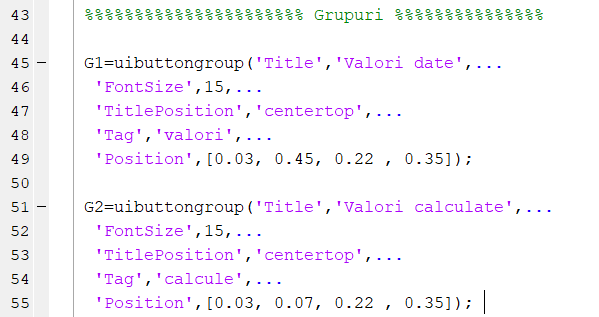 43 %%%%%%%%%%%%%%%%%%%%%% Grupuri %%%%%%%%%%%%%%%
44
45 – G1=uibuttongroup('Title','Valori date',...
46 'FontSize',15,...
47 'TitlePosition','centertop',...
48 'Tag','valori',...
49 'Position',[0.03, 0.45, 0.22 , 0.35]);
50
51 – G2=uibuttongroup('Title','Valori calculate',...
52 'FontSize',15,...
53 'TitlePosition','centertop',...
54 'Tag','calcule',...
55 'Position',[0.03, 0.07, 0.22 , 0.35]);